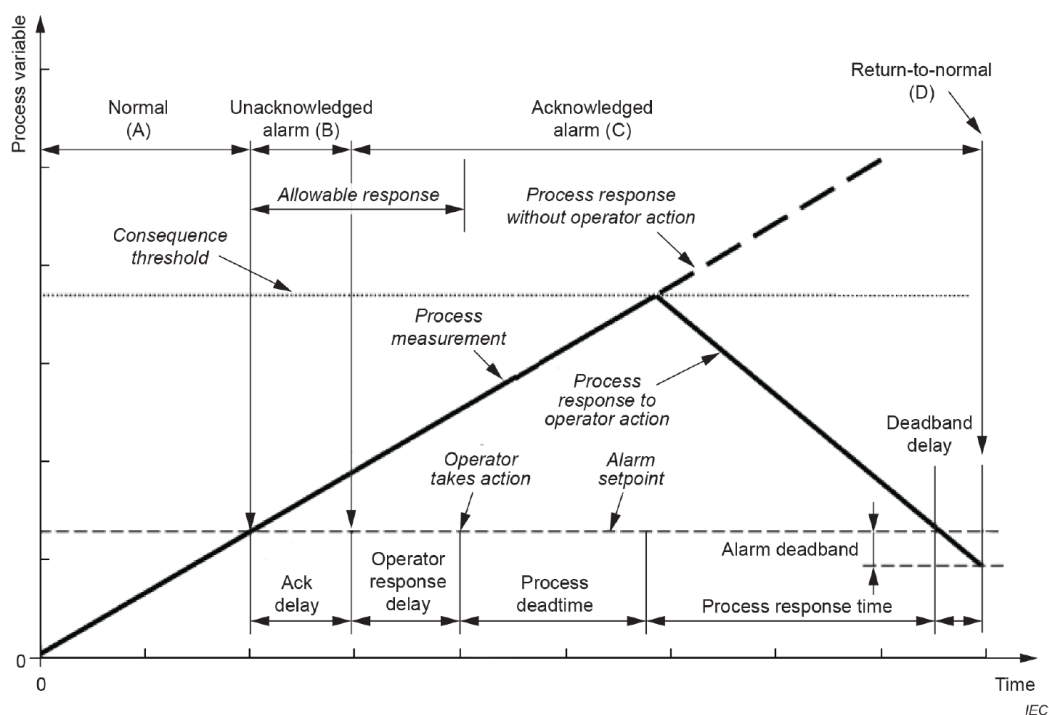 Process variable
Return-to-normal
(D)
Normal
(A)
Unacknowledged
alarm (B)
Acknowledged
alarm (C)
Allowable response
Process response
without operator action
Consequence
threshold
Process
measurement
Process
response to
operator action
Deadband
delay
Operator
takes action
Alarm
setpoint
Alarm deadband
Ack
delay
Operator
response
delay
Process
deadtime
Process response time
0
0
Time
IEC